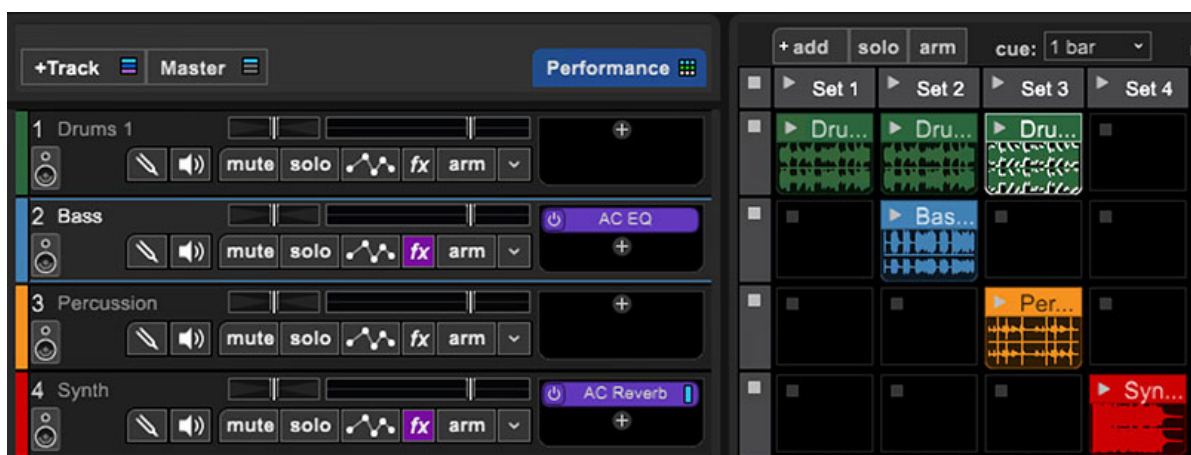 + add solo arm cue: 1 bar
+Track Master Performance
Set 1 Set 2 Set 3 Set 4
1 Drums 1
Dru... Dru... Dru...
mute solo fx arm
2 Bass
AC EQ
Bas...
mute solo fx arm
3 Percussion
Per...
mute solo fx arm
4 Synth
AC Reverb
Syn...
mute solo fx arm